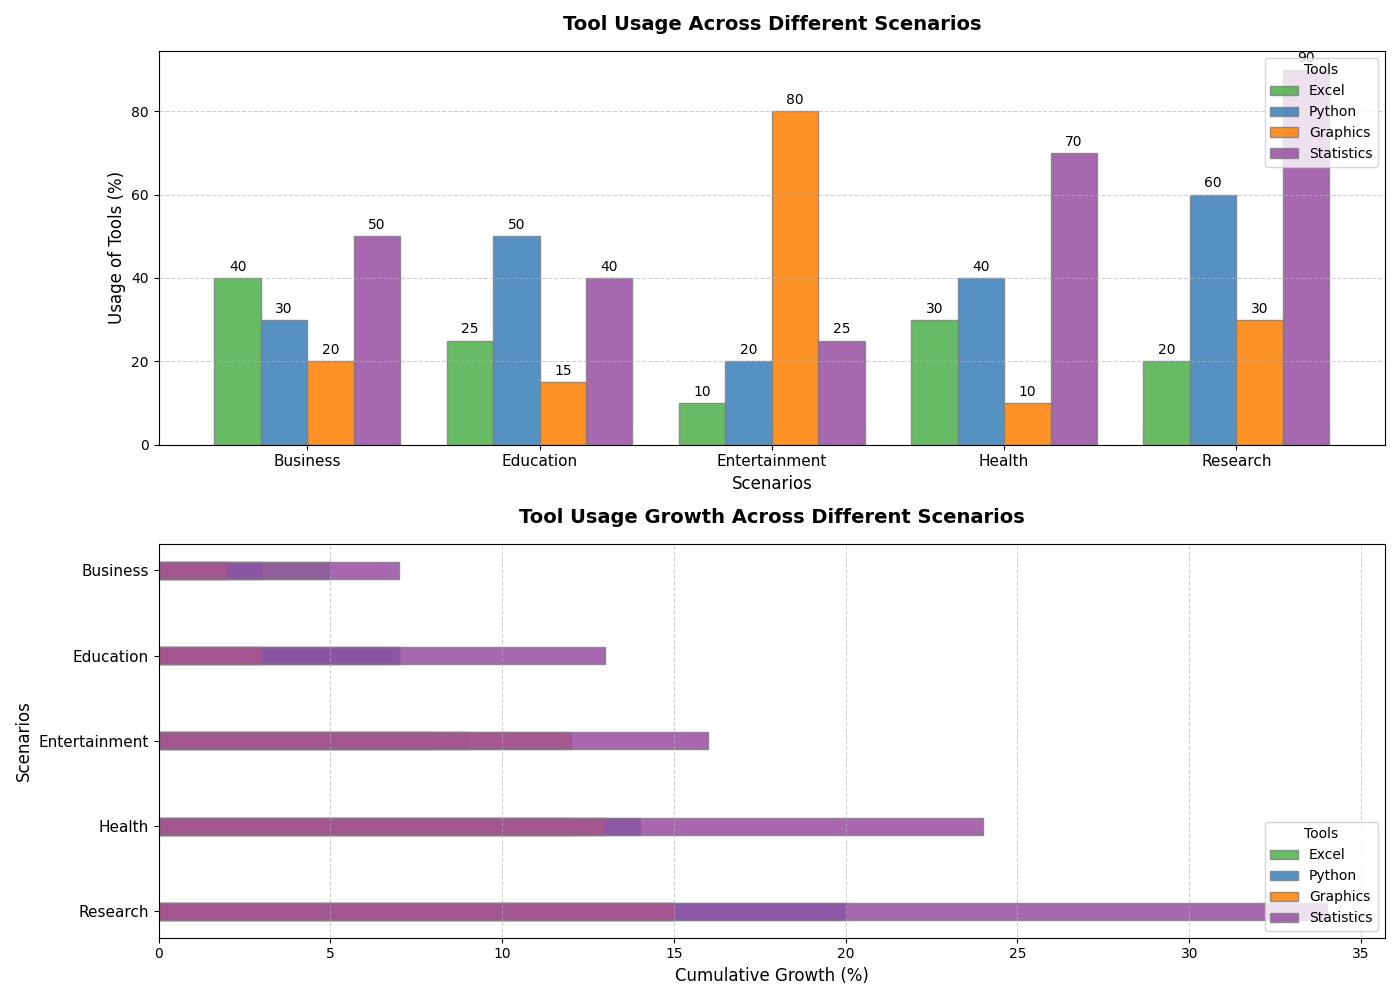 Tool Usage Across Different Scenarios
Usage of Tools (%)
80
60
40
20
0
40
30
20
50
25
50
15
40
10
20
80
25
30
40
10
70
20
60
30
90
Tools
Excel
Python
Graphics
Statistics
Business
Education
Entertainment
Health
Research
Scenarios
Tool Usage Growth Across Different Scenarios
Scenarios
Business
Education
Entertainment
Health
Research
Tools
Excel
Python
Graphics
Statistics
0
5
10
15
20
25
30
35
Cumulative Growth (%)